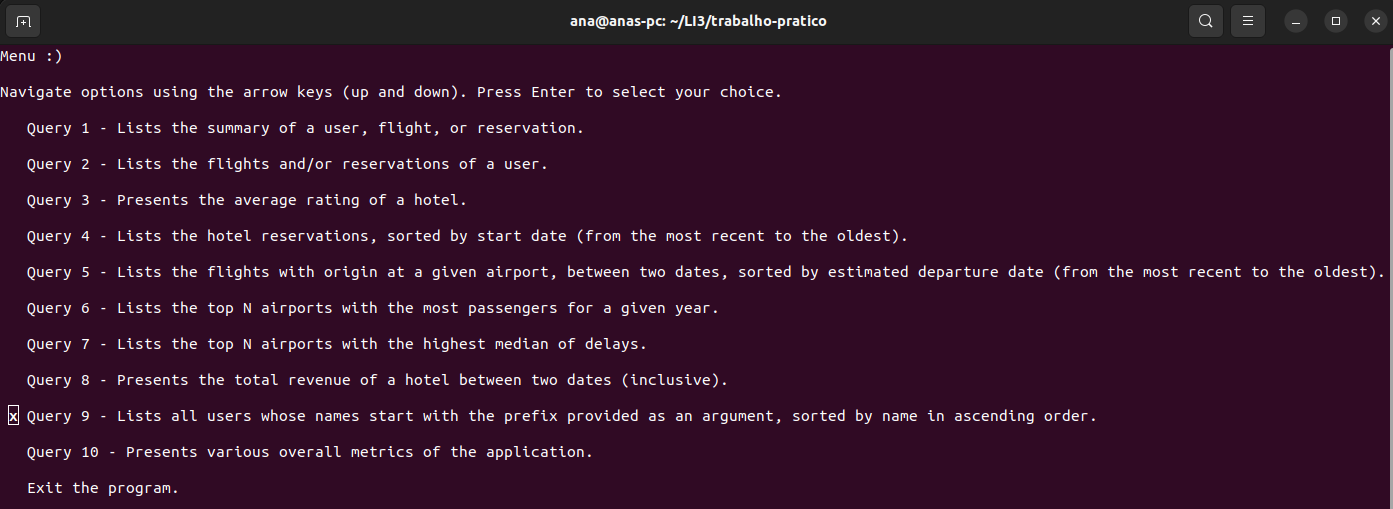 ana@anas-pc: ~/LI3/trabalho-pratico
Menu :)
Navigate options using the arrow keys (up and down). Press Enter to select your choice.
Query 1 - Lists the summary of a user, flight, or reservation.
Query 2 - Lists the flights and/or reservations of a user.
Query 3 - Presents the average rating of a hotel.
Query 4 - Lists the hotel reservations, sorted by start date (from the most recent to the oldest).
Query 5 - Lists the flights with origin at a given airport, between two dates, sorted by estimated departure date (from the most recent to the oldest).
Query 6 - Lists the top N airports with the most passengers for a given year.
Query 7 - Lists the top N airports with the highest median of delays.
Query 8 - Presents the total revenue of a hotel between two dates (inclusive).
x Query 9 - Lists all users whose names start with the prefix provided as an argument, sorted by name in ascending order.
Query 10 - Presents various overall metrics of the application.
Exit the program.